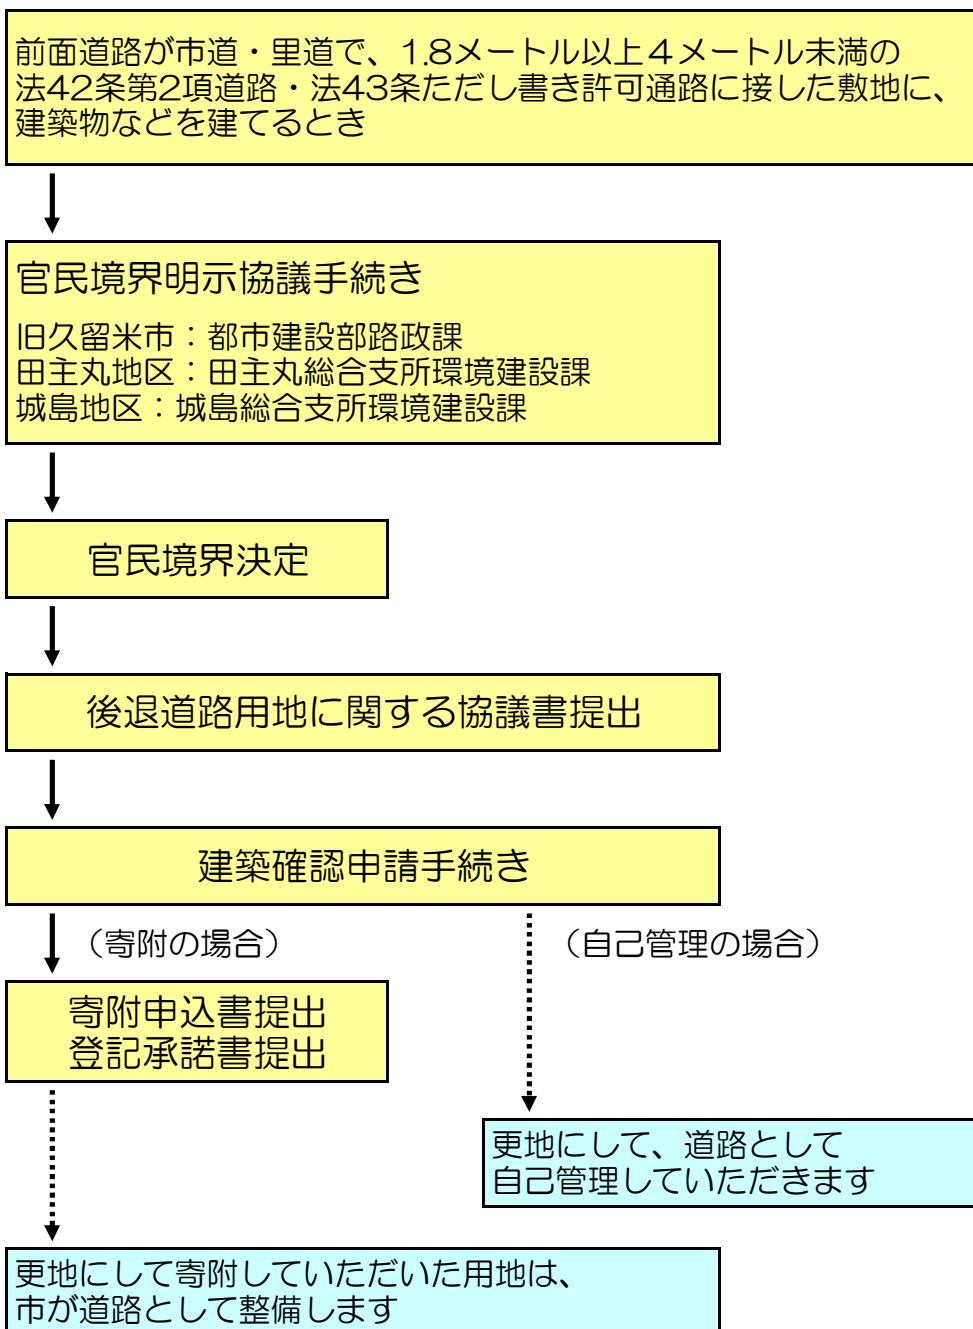 前面道路が市道・里道で、1.8メートル以上4メートル未満の
法42条第2項道路・法43条ただし書き許可通路に接した敷地に、
建築物などを建てるとき
官民境界明示協議手続き
旧久留米市：都市建設部路政課
田主丸地区：田主丸総合支所環境建設課
城島地区：城島総合支所環境建設課
官民境界決定
後退道路用地に関する協議書提出
建築確認申請手続き
（寄附の場合）
（自己管理の場合）
寄附申込書提出
登記承諾書提出
更地にして、道路として
自己管理していただきます
更地にして寄附していただいた用地は、
市が道路として整備します